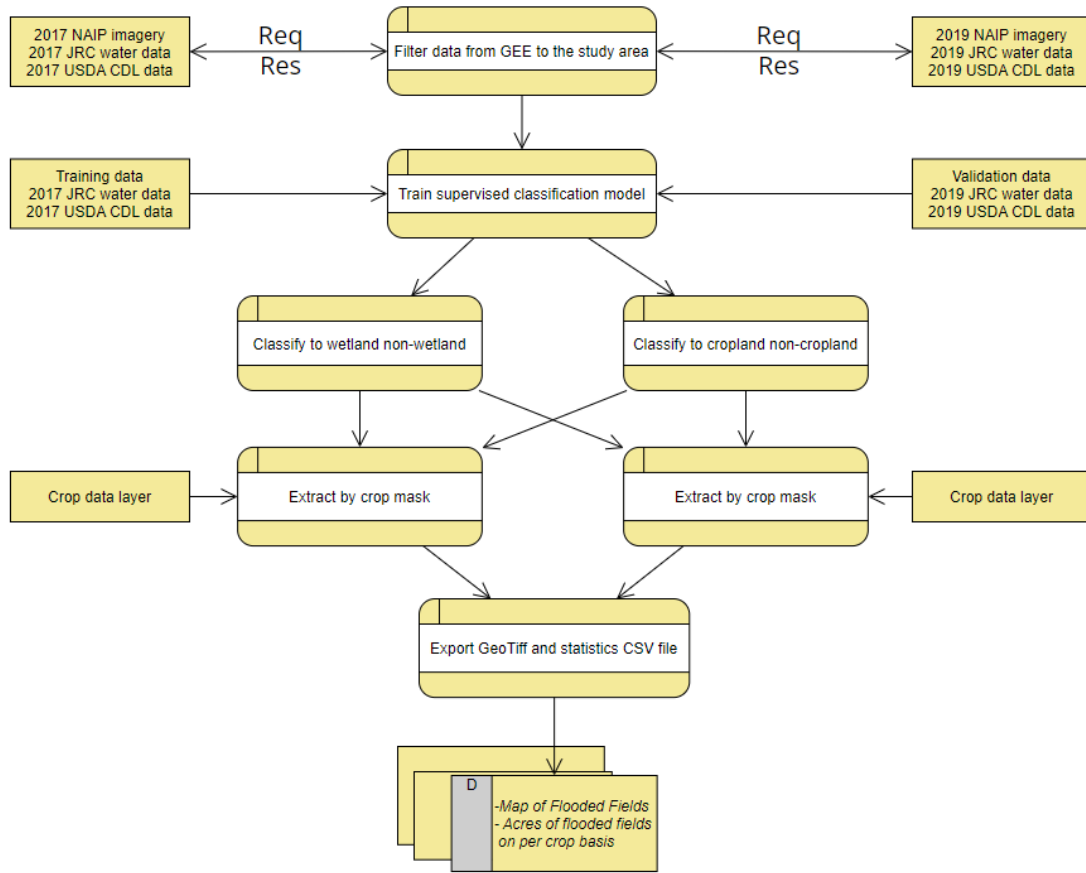 2017 NAIP imagery
2017 JRC water data
2017 USDA CDL data
Req
Res
Filter data from GEE to the study area
Req
Res
2019 NAIP imagery
2019 JRC water data
2019 USDA CDL data
Training data
2017 JRC water data
2017 USDA CDL data
Train supervised classification model
Validation data
2019 JRC water data
2019 USDA CDL data
Classify to wetland non-wetland
Classify to cropland non-cropland
Crop data layer
Extract by crop mask
Extract by crop mask
Crop data layer
Export GeoTiff and statistics CSV file
D
-Map of Flooded Fields
- Acres of flooded fields
on per crop basis